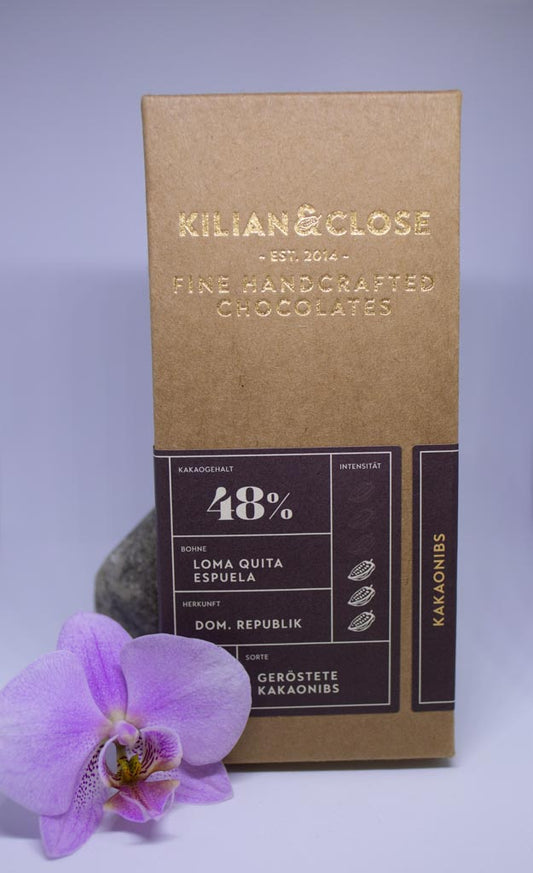 KILIAN&CLOSE
- EST. 2014 -
FINE HANDCRAFTED
CHOCOLATES
KAKAOGEHALT
48%
INTENSITÄT
BOHNE
LOMA QUITA
ESPUELA
HERKUNFT
DOM. REPUBLIK
SORTE
GERÖSTETE
KAKAONIBS
KAKAONIBS